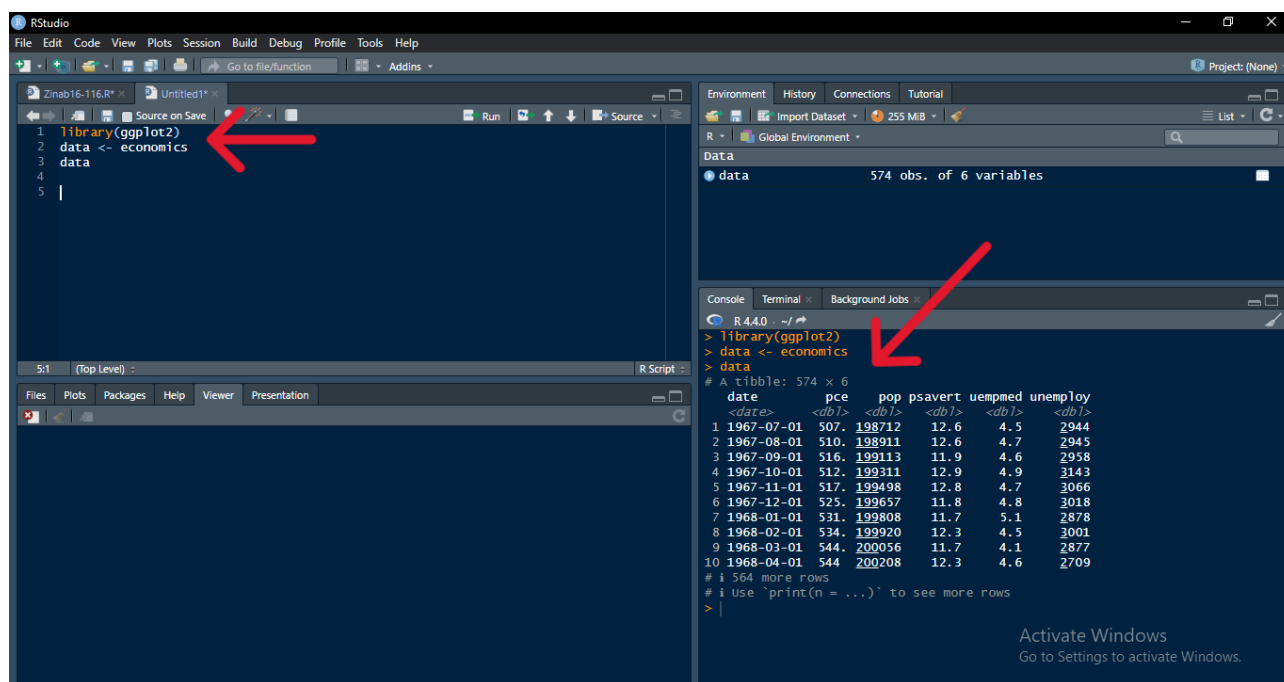 RStudio
File Edit Code View Plots Session Build Debug Profile Tools Help
Go to file/function Addins
Project: (None)
Zinab16-116.R* Untitled1*
Source on Save Run Source
1 library(ggplot2)
2 data <- economics
3 data
4
5
5:1 (Top Level) R Script
Files Plots Packages Help Viewer Presentation
Environment History Connections Tutorial
Import Dataset 255 MiB List
R Global Environment
Data
data 574 obs. of 6 variables
Console Terminal Background Jobs
R 4.4.0 · ~/
> library(ggplot2)
> data <- economics
> data
# A tibble: 574 × 6
date pce pop psavert uempmed unemploy
<date> <dbl> <dbl> <dbl> <dbl> <dbl>
1 1967-07-01 507. 198712 12.6 4.5 2944
2 1967-08-01 510. 198911 12.6 4.7 2945
3 1967-09-01 516. 199113 11.9 4.6 2958
4 1967-10-01 512. 199311 12.9 4.9 3143
5 1967-11-01 517. 199498 12.8 4.7 3066
6 1967-12-01 525. 199657 11.8 4.8 3018
7 1968-01-01 531. 199808 11.7 5.1 2878
8 1968-02-01 534. 199920 12.3 4.5 3001
9 1968-03-01 544. 200056 11.7 4.1 2877
10 1968-04-01 544 200208 12.3 4.6 2709
# ℹ 564 more rows
# ℹ Use `print(n = ...)` to see more rows
>
Activate Windows
Go to Settings to activate Windows.